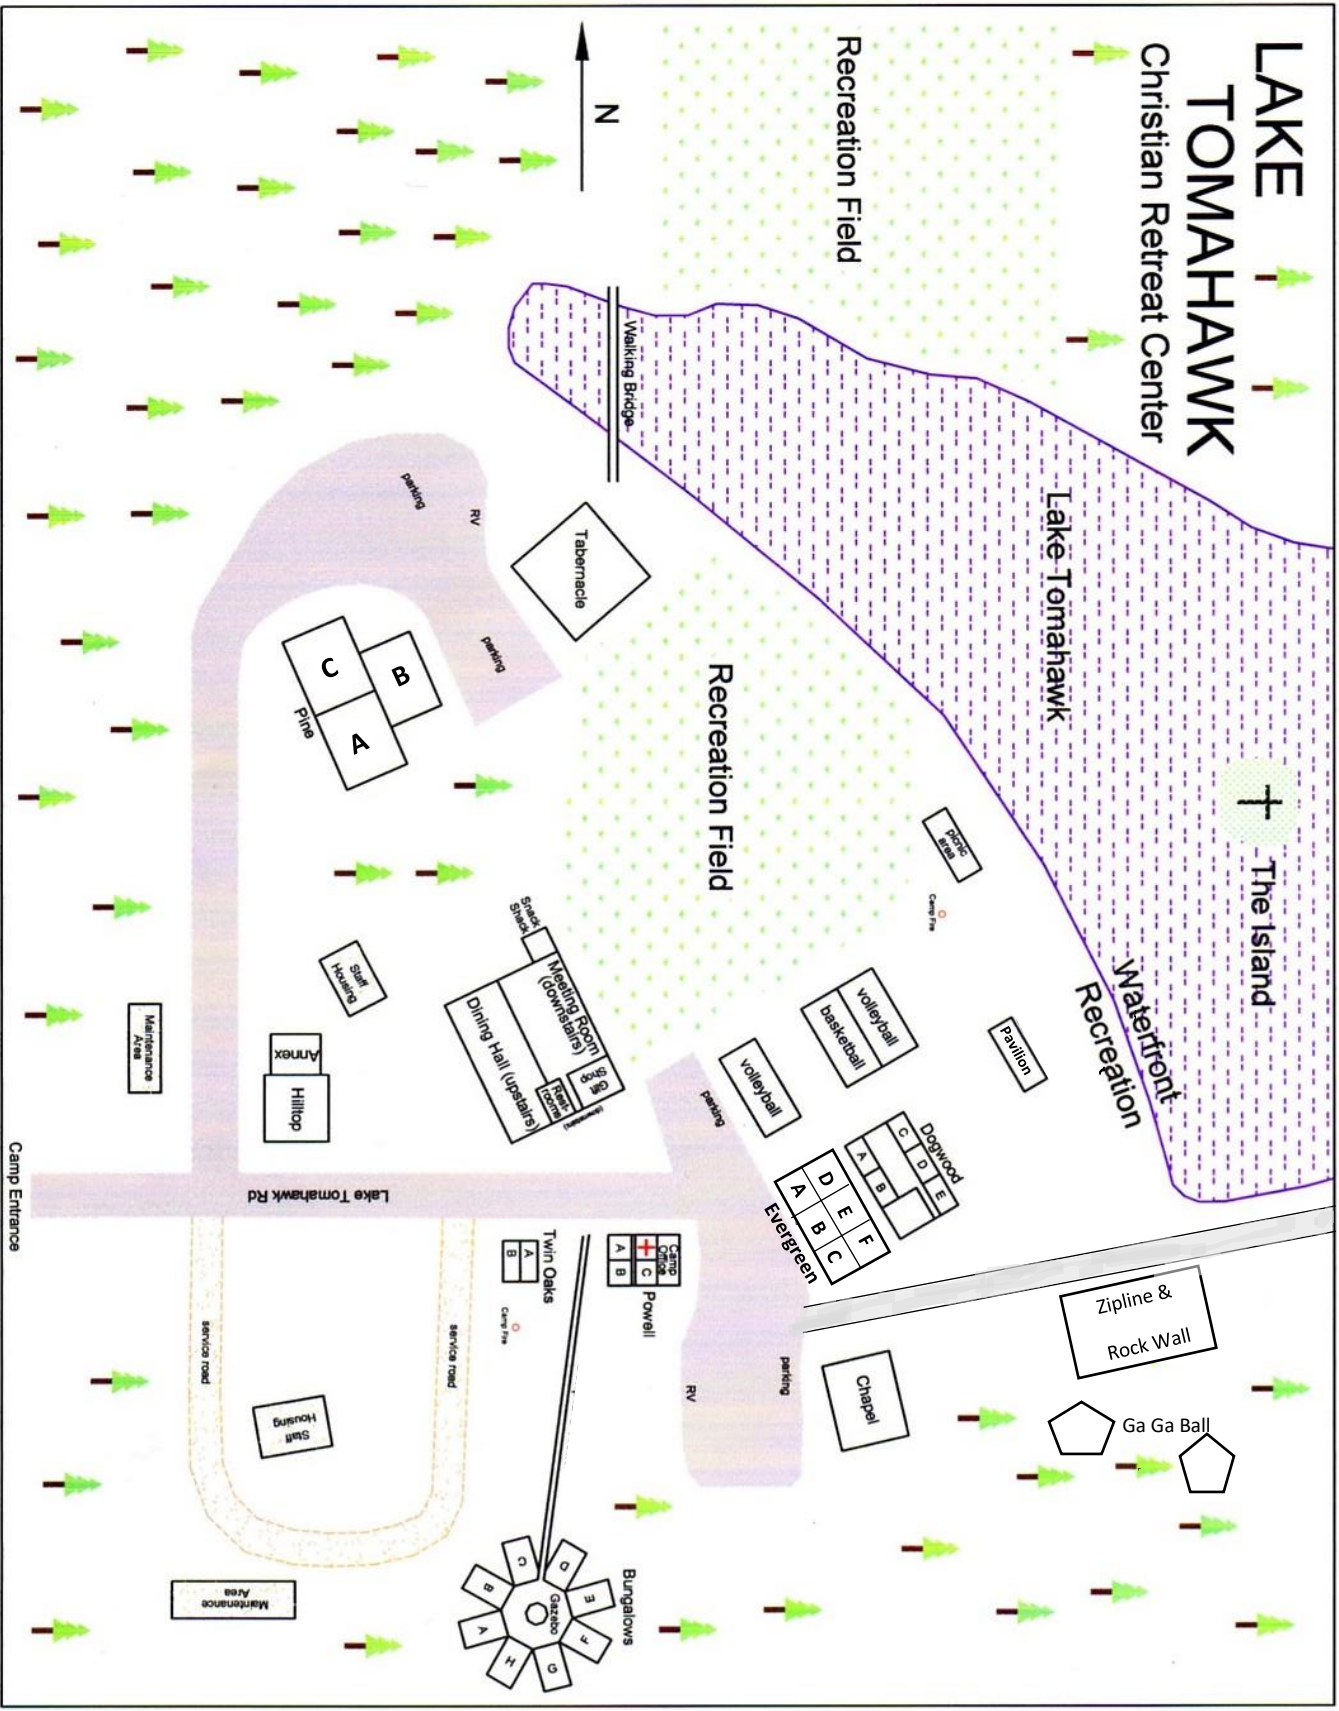 LAKE
TOMAHAWK
Christian Retreat Center
N
Recreation Field
Walking Bridge
Lake Tomahawk
The Island
Waterfront
Recreation
parking
RV
Tabernacle
parking
C
B
A
Pine
Recreation Field
picnic
area
Camp Fire
Snack
Shack
Meeting Room
(downstairs)
Dining Hall (upstairs)
Gift
Shop
Rest-
rooms
(downstairs)
Staff
Housing
Maintenance
Area
Annex
Hilltop
volleyball
basketball
volleyball
Pavilion
parking
Dogwood
C
D
E
A
B
D
E
F
A
B
C
Evergreen
Camp Entrance
Lake Tomahawk Rd
Twin Oaks
A
B
Camp Fire
Camp
Office
A
C
B
Powell
service road
service road
Staff
Housing
parking
RV
Chapel
Zipline &
Rock Wall
Ga Ga Ball
Maintenance
Area
Bungalows
Gazebo
A
B
C
D
E
F
G
H